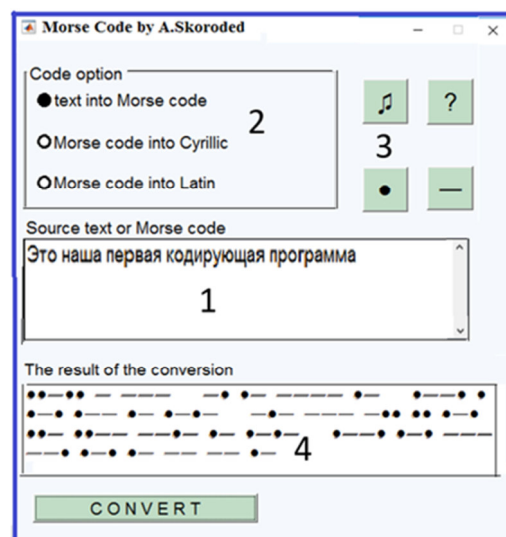 Morse Code by A.Skoroded
Code option
text into Morse code
2
Morse code into Cyrillic
Morse code into Latin
♫ ?
3
• —
Source text or Morse code
Это наша первая кодирующая программа
1
The result of the conversion
••—•• — ——— —• •— ———— •— •——• •
•—• •—— •— •—•— —•— ——— —•• •• •—•
••— ••—— ——•— •— •—•— •——• •—• ———
——• •—• •— —— —— •—
4
CONVERT